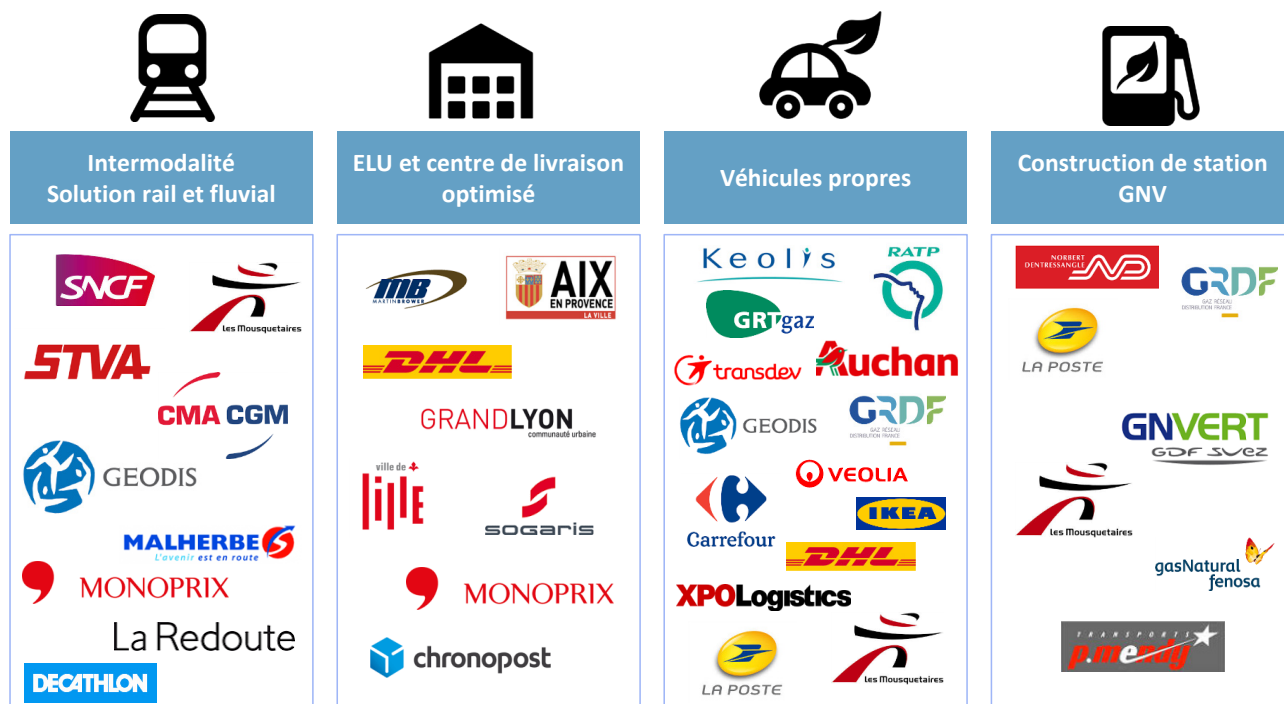 Intermodalité
Solution rail et fluvial
SNCF
les Mousquetaires
STVA
CMA CGM
GEODIS
MALHERBE
L'avenir est en route
MONOPRIX
La Redoute
DECATHLON
ELU et centre de livraison
optimisé
MB
MARTIN BROWER
AIX
EN PROVENCE
LA VILLE
DHL
GRANDLYON
communauté urbaine
ville de
lille
sogaris
MONOPRIX
chronopost
Véhicules propres
Keolis
RATP
GRTgaz
transdev
Auchan
GEODIS
GRDF
GAZ RÉSEAU
DISTRIBUTION FRANCE
VEOLIA
Carrefour
IKEA
DHL
XPOLogistics
LA POSTE
les Mousquetaires
Construction de station
GNV
NORBERT
DENTRESSANGLE
ND
GRDF
GAZ RÉSEAU
DISTRIBUTION FRANCE
LA POSTE
GNVERT
GDF SUEZ
les Mousquetaires
gasNatural
fenosa
TRANSPORTS
p.mendy